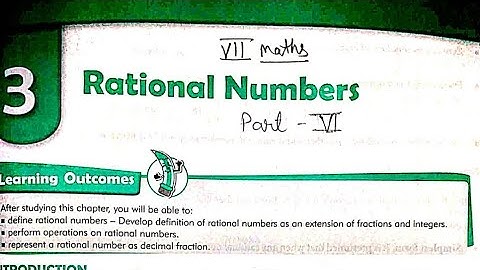 VII maths
3
Rational Numbers
Part - VI
Learning Outcomes
After studying this chapter, you will be able to:
▪ define rational numbers – Develop definition of rational numbers as an extension of fractions and integers.
▪ perform operations on rational numbers.
▪ represent a rational number as decimal fraction.
INTRODUCTION